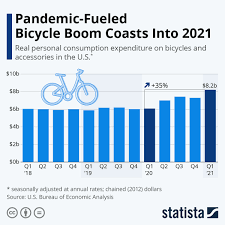 Pandemic-Fueled
Bicycle Boom Coasts Into 2021
Real personal consumption expenditure on bicycles and
accessories in the U.S.*
$10b
$8b
$6b
$4b
$2b
$0
+35%
$8.2b
Q1 Q2 Q3 Q4 Q1 Q2 Q3 Q4 Q1 Q2 Q3 Q4 Q1
'18 '19 '20 '21
* seasonally adjusted at annual rates; chained (2012) dollars
Source: U.S. Bureau of Economic Analysis
statista